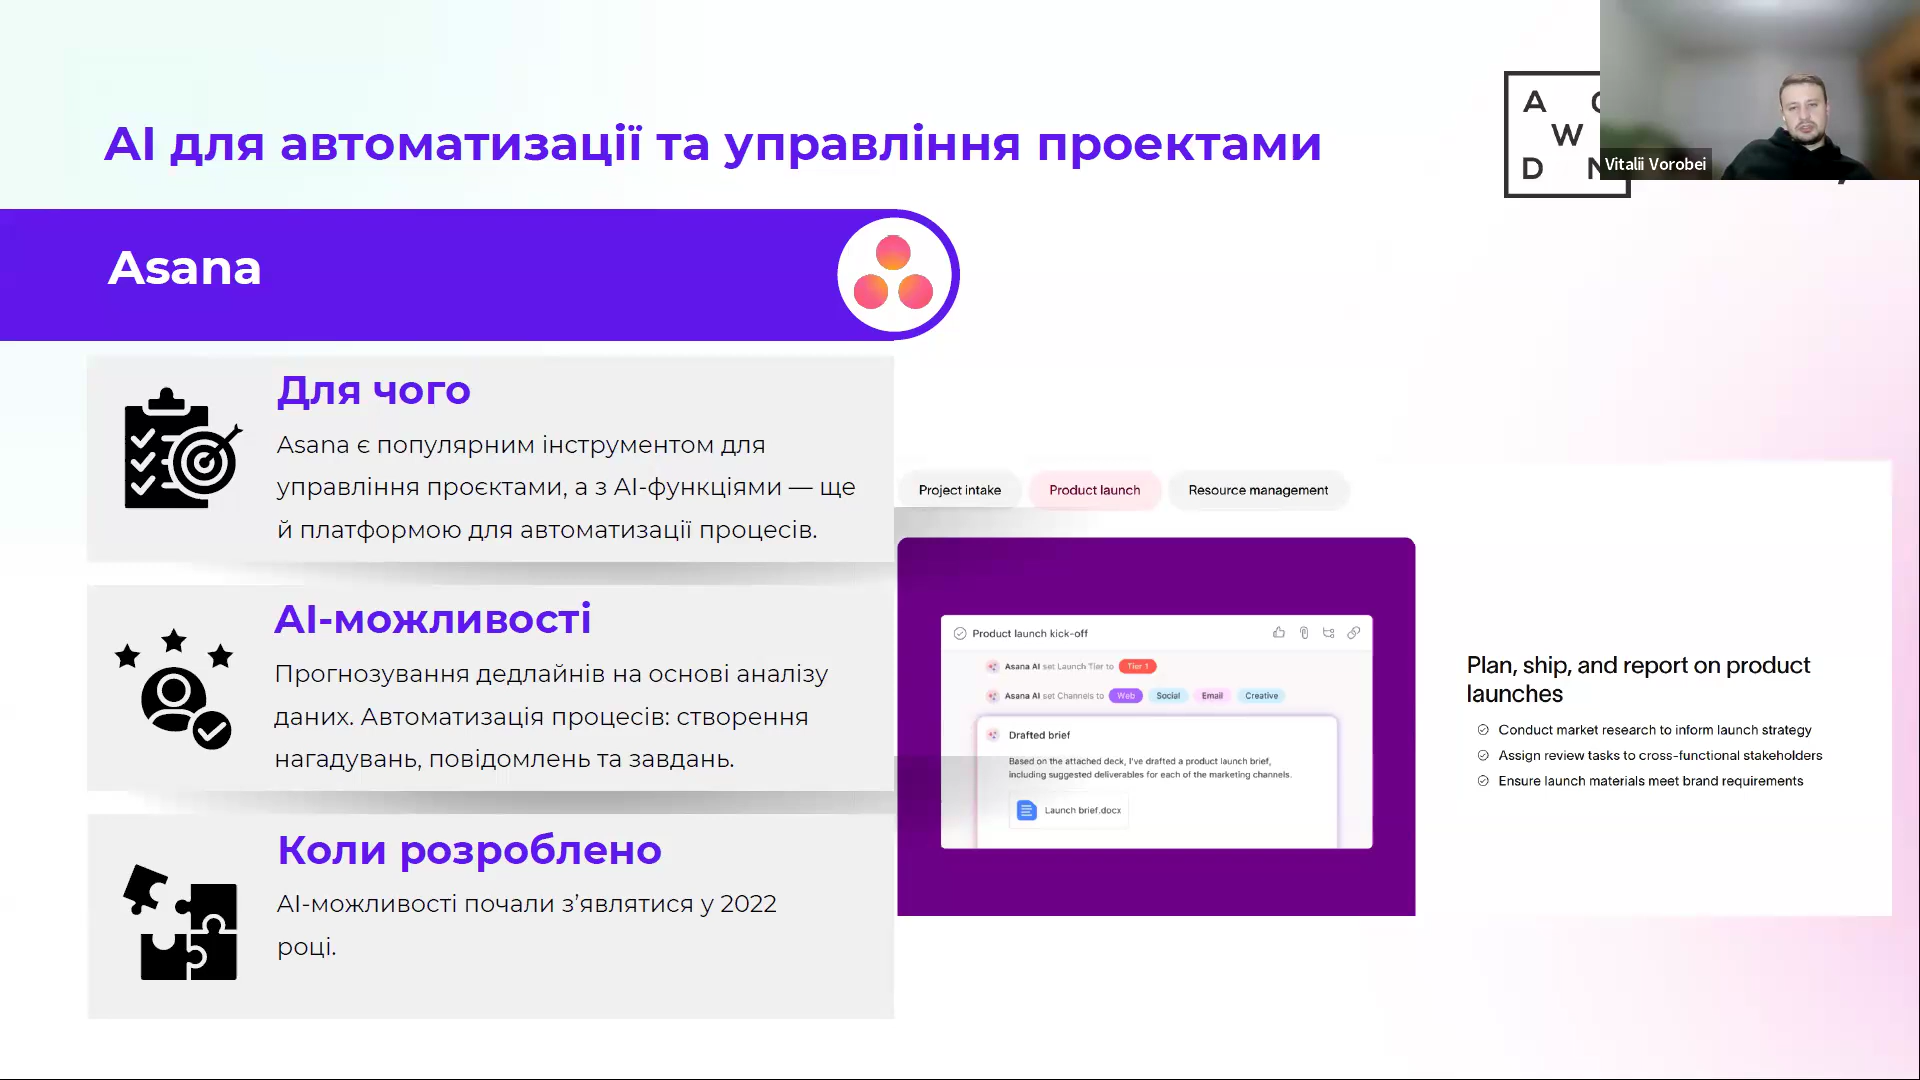 AI для автоматизації та управління проектами
A
W
D
Vitalii Vorobei
Asana
Для чого
Asana є популярним інструментом для
управління проєктами, а з AI-функціями — ще
й платформою для автоматизації процесів.
AI-можливості
Прогнозування дедлайнів на основі аналізу
даних. Автоматизація процесів: створення
нагадувань, повідомлень та завдань.
Коли розроблено
AI-можливості почали з’являтися у 2022
році.
Project intake
Product launch
Resource management
Product launch kick-off
Asana AI set Launch Tier to Tier 1
Asana AI set Channels to Web Social Email Creative
Drafted brief
Based on the attached deck, I've drafted a product launch brief,
including suggested deliverables for each of the marketing channels.
Launch brief.docx
Plan, ship, and report on product
launches
Conduct market research to inform launch strategy
Assign review tasks to cross-functional stakeholders
Ensure launch materials meet brand requirements